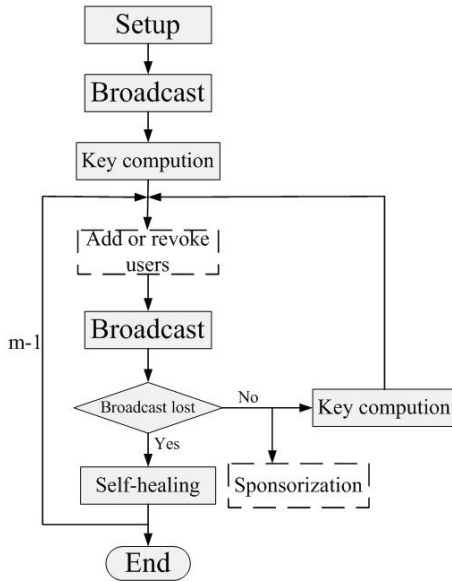 Setup
Broadcast
Key compution
Add or revoke
users
m-1
Broadcast
Broadcast lost
No
Key compution
Yes
Self-healing
Sponsorization
End